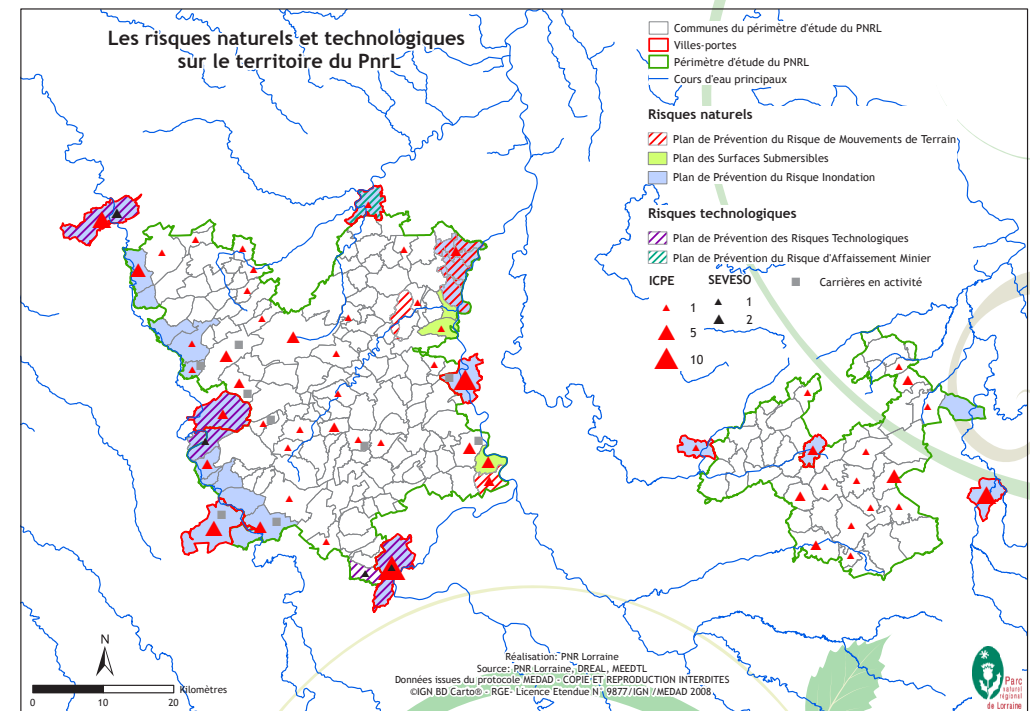 Les risques naturels et technologiques
sur le territoire du PnrL
Communes du périmètre d'étude du PNRL
Villes-portes
Périmètre d'étude du PNRL
Cours d'eau principaux
Risques naturels
Plan de Prévention du Risque de Mouvements de Terrain
Plan des Surfaces Submersibles
Plan de Prévention du Risque Inondation
Risques technologiques
Plan de Prévention des Risques Technologiques
Plan de Prévention du Risque d'Affaissement Minier
ICPE
SEVESO
Carrières en activité
1
5
10
1
2
N
Kilomètres
0 10 20
Réalisation: PNR Lorraine
Source: PNR Lorraine, DREAL, MEEDTL
Données issues du protocole MEDAD - COPIE ET REPRODUCTION INTERDITES
©IGN BD Carto® - RGE- Licence Etendue N° 9877/IGN /MEDAD 2008
Parc
naturel
régional
de Lorraine